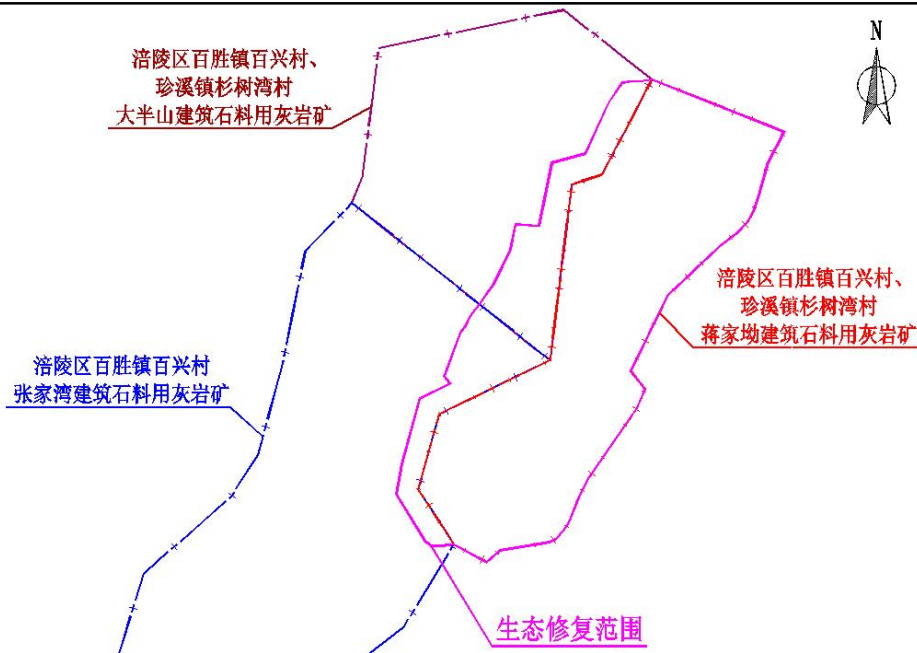 N
涪陵区百胜镇百兴村、
珍溪镇杉树湾村
大半山建筑石料用灰岩矿
涪陵区百胜镇百兴村、
珍溪镇杉树湾村
蒋家坳建筑石料用灰岩矿
涪陵区百胜镇百兴村
张家湾建筑石料用灰岩矿
生态修复范围